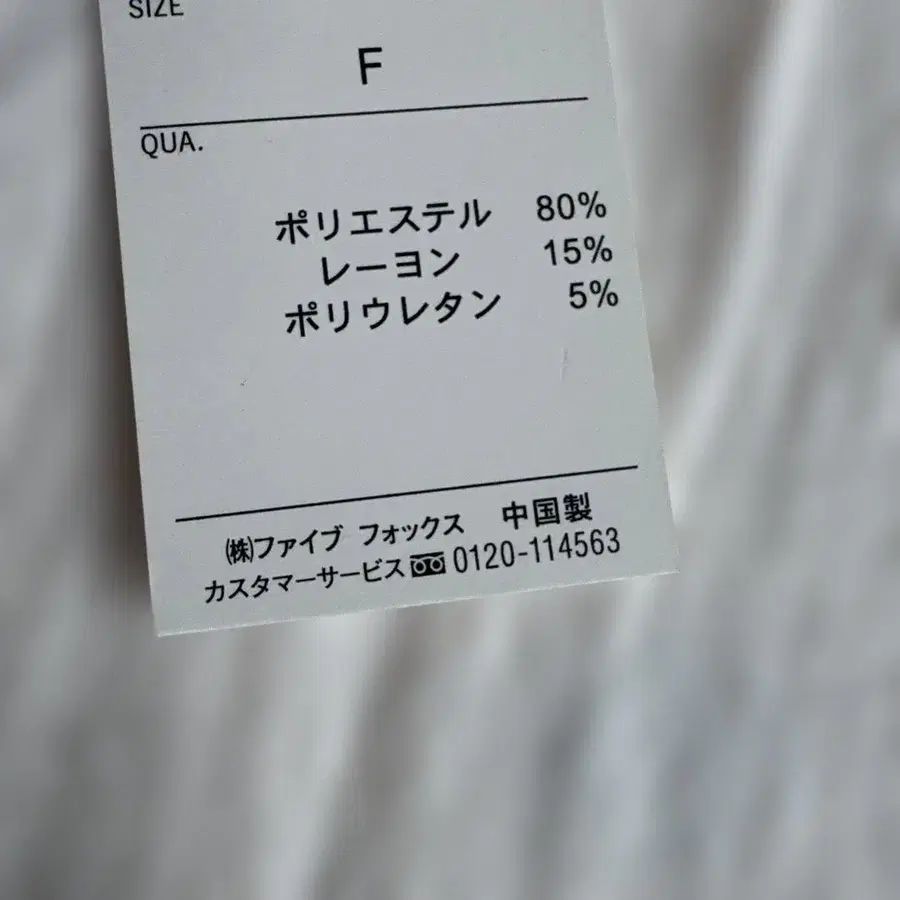 SIZE
F
QUA.
ポリエステル 80%
レーヨン 15%
ポリウレタン 5%
㈱ファイブ フォックス 中国製
カスタマーサービス 0120-114563